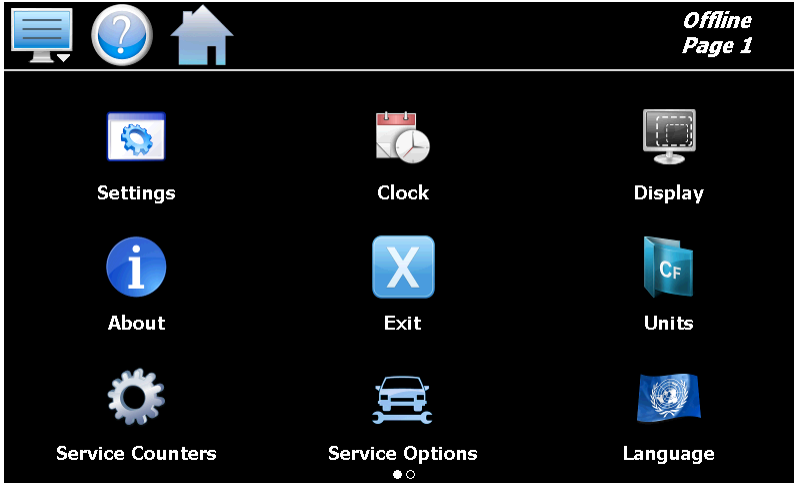 ?
Offline
Page 1
Settings
Clock
Display
i
About
X
Exit
CF
Units
Service Counters
Service Options
Language